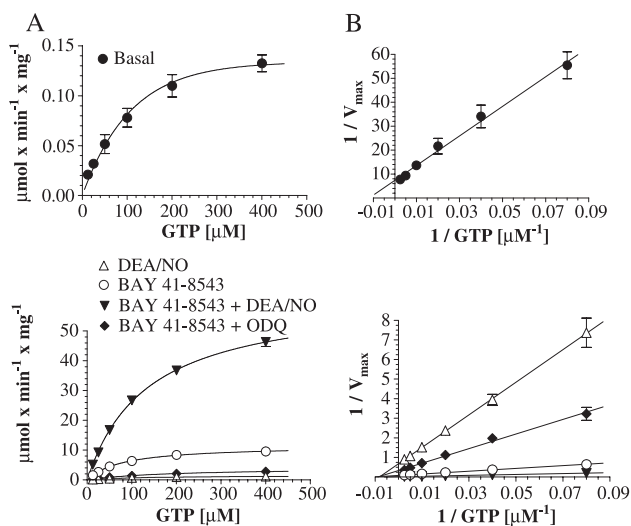 A
B
0.15
0.10
0.05
0.00
μmol x min⁻¹ x mg⁻¹
Basal
0 100 200 300 400 500
GTP [μM]
60
50
40
30
20
10
1 / Vmax
-0.01 0.01 0.03 0.05 0.07 0.09
1 / GTP [μM⁻¹]
DEA/NO
BAY 41-8543
BAY 41-8543 + DEA/NO
BAY 41-8543 + ODQ
50
40
30
20
10
0
μmol x min⁻¹ x mg⁻¹
0 100 200 300 400 500
GTP [μM]
8
7
6
5
4
3
2
1
1 / Vmax
-0.01 0.01 0.03 0.05 0.07 0.09
1 / GTP [μM⁻¹]